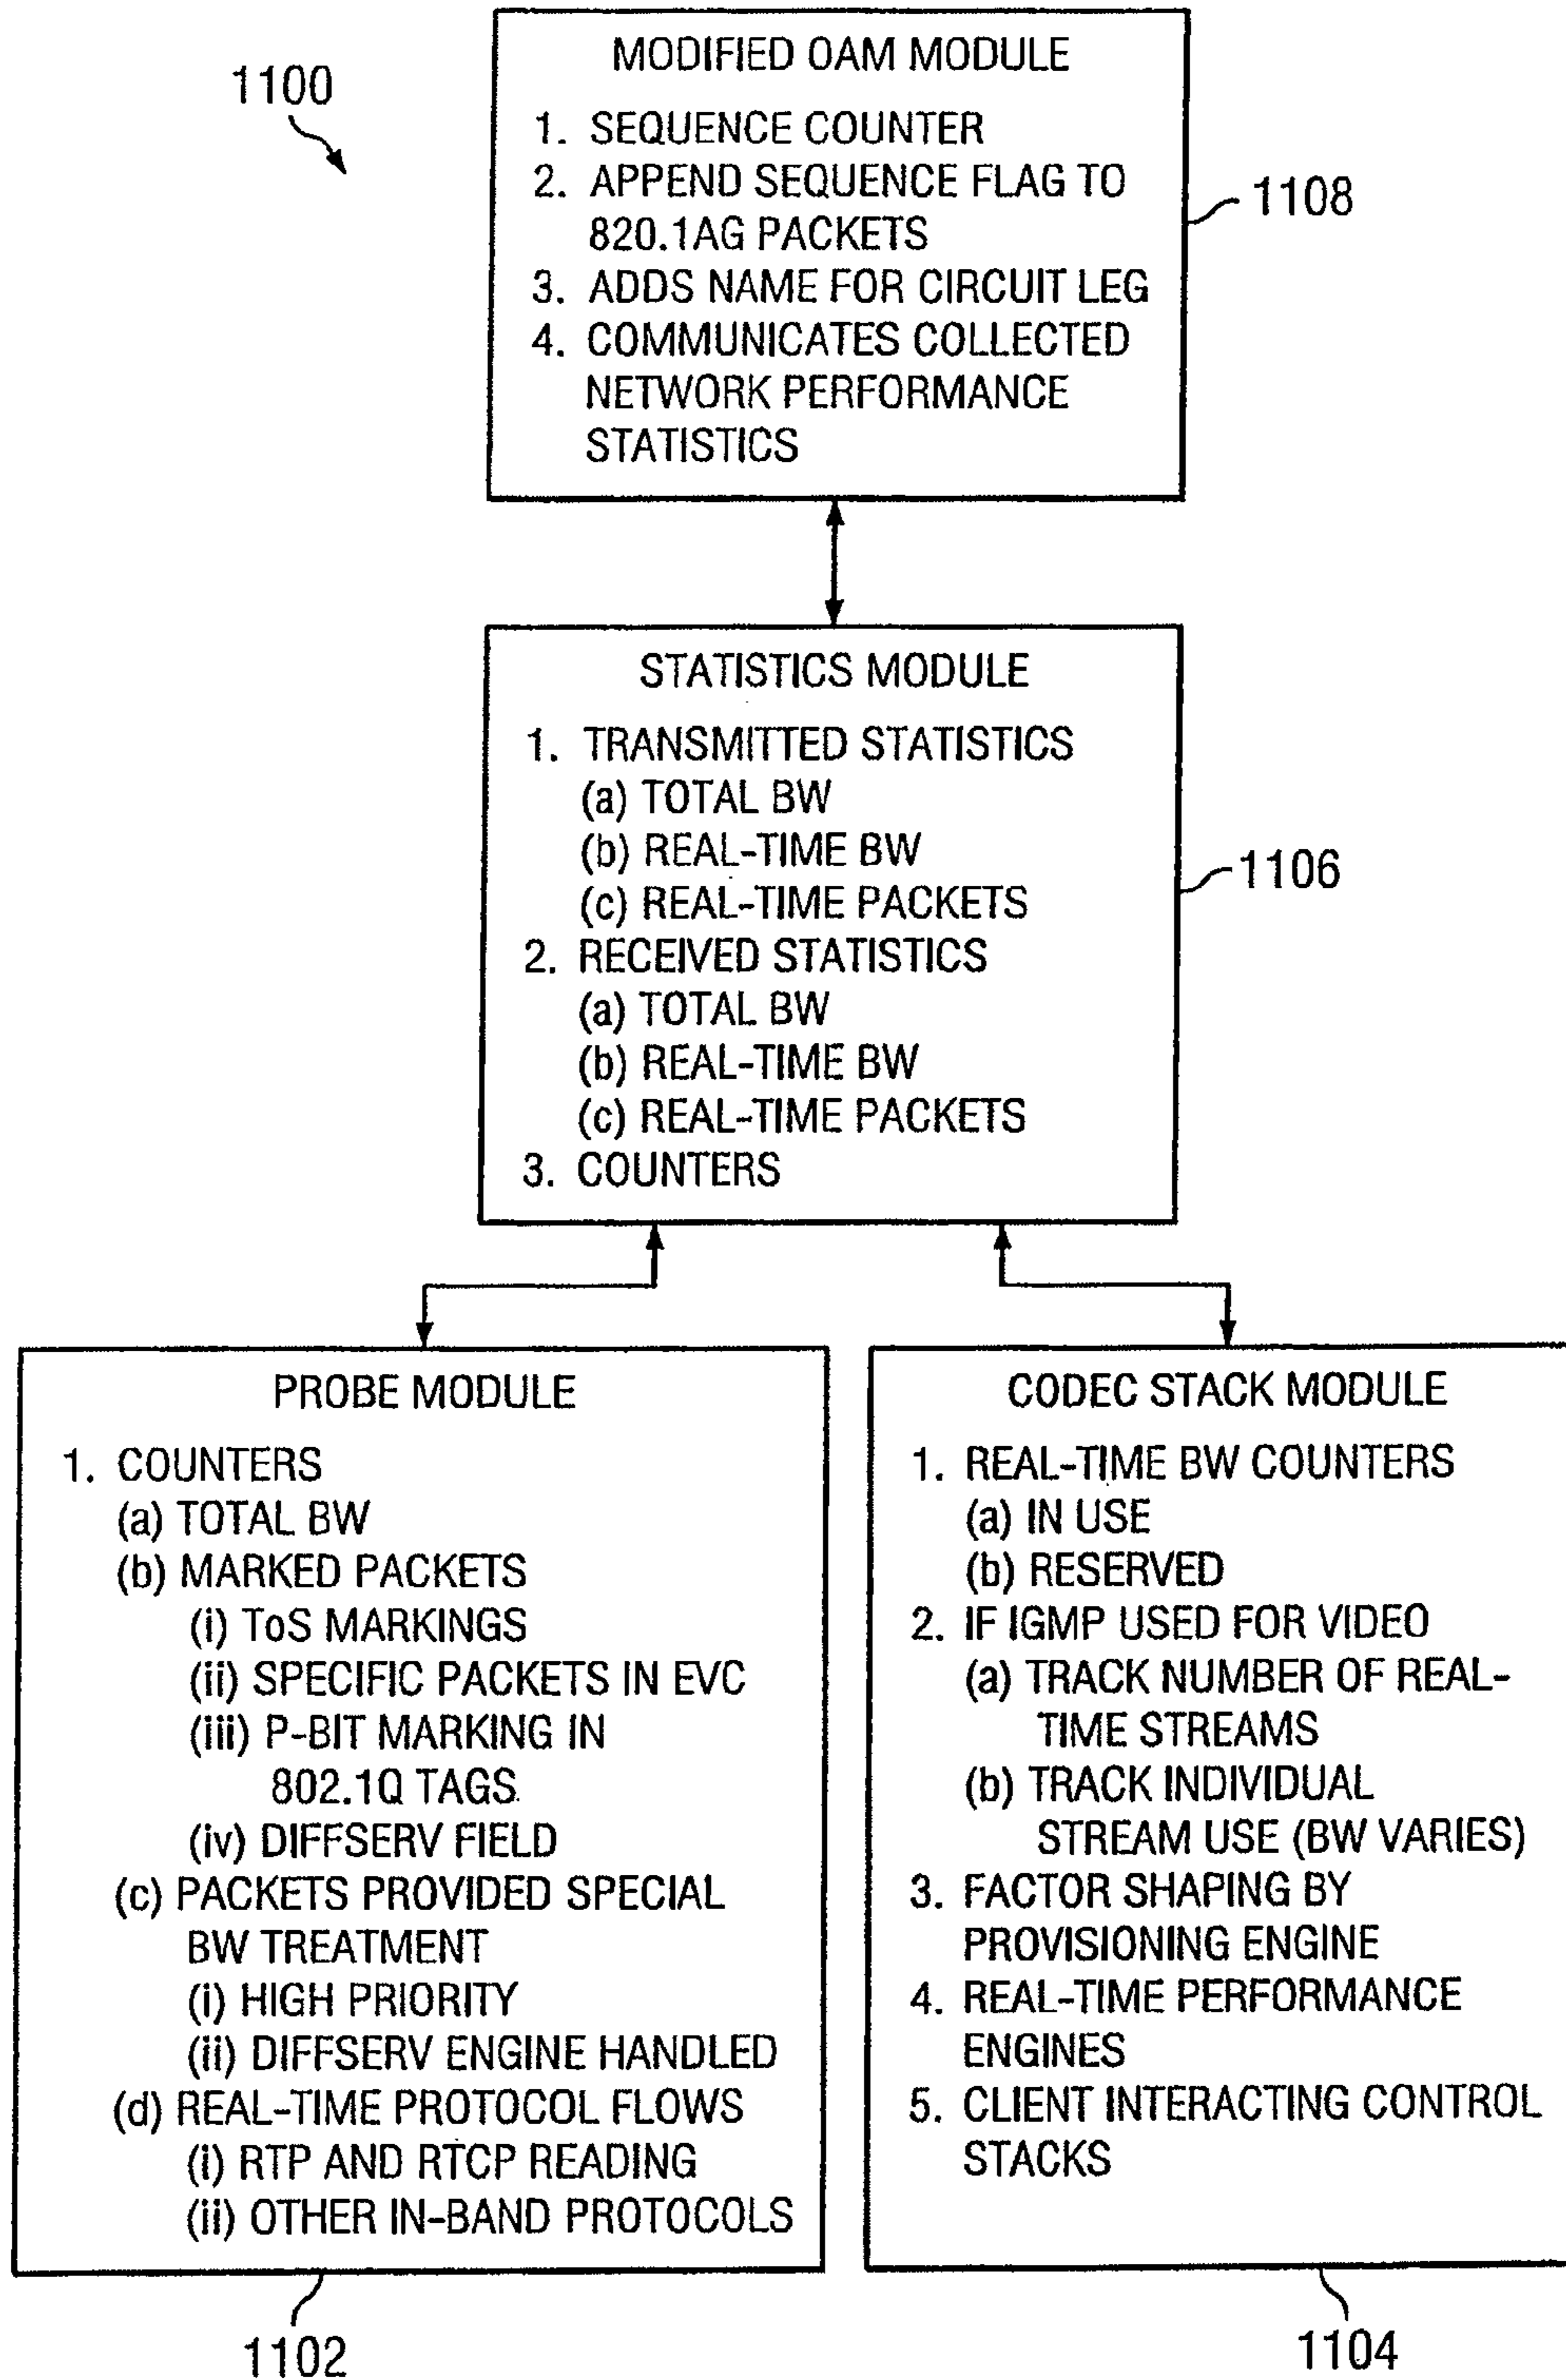 1100
MODIFIED OAM MODULE
1. SEQUENCE COUNTER
2. APPEND SEQUENCE FLAG TO
820.1AG PACKETS
3. ADDS NAME FOR CIRCUIT LEG
4. COMMUNICATES COLLECTED
NETWORK PERFORMANCE
STATISTICS
1108
STATISTICS MODULE
1. TRANSMITTED STATISTICS
(a) TOTAL BW
(b) REAL-TIME BW
(c) REAL-TIME PACKETS
2. RECEIVED STATISTICS
(a) TOTAL BW
(b) REAL-TIME BW
(c) REAL-TIME PACKETS
3. COUNTERS
1106
PROBE MODULE
1. COUNTERS
(a) TOTAL BW
(b) MARKED PACKETS
(i) ToS MARKINGS
(ii) SPECIFIC PACKETS IN EVC
(iii) P-BIT MARKING IN
802.1Q TAGS
(iv) DIFFSERV FIELD
(c) PACKETS PROVIDED SPECIAL
BW TREATMENT
(i) HIGH PRIORITY
(ii) DIFFSERV ENGINE HANDLED
(d) REAL-TIME PROTOCOL FLOWS
(i) RTP AND RTCP READING
(ii) OTHER IN-BAND PROTOCOLS
1102
CODEC STACK MODULE
1. REAL-TIME BW COUNTERS
(a) IN USE
(b) RESERVED
2. IF IGMP USED FOR VIDEO
(a) TRACK NUMBER OF REAL-
TIME STREAMS
(b) TRACK INDIVIDUAL
STREAM USE (BW VARIES)
3. FACTOR SHAPING BY
PROVISIONING ENGINE
4. REAL-TIME PERFORMANCE
ENGINES
5. CLIENT INTERACTING CONTROL
STACKS
1104